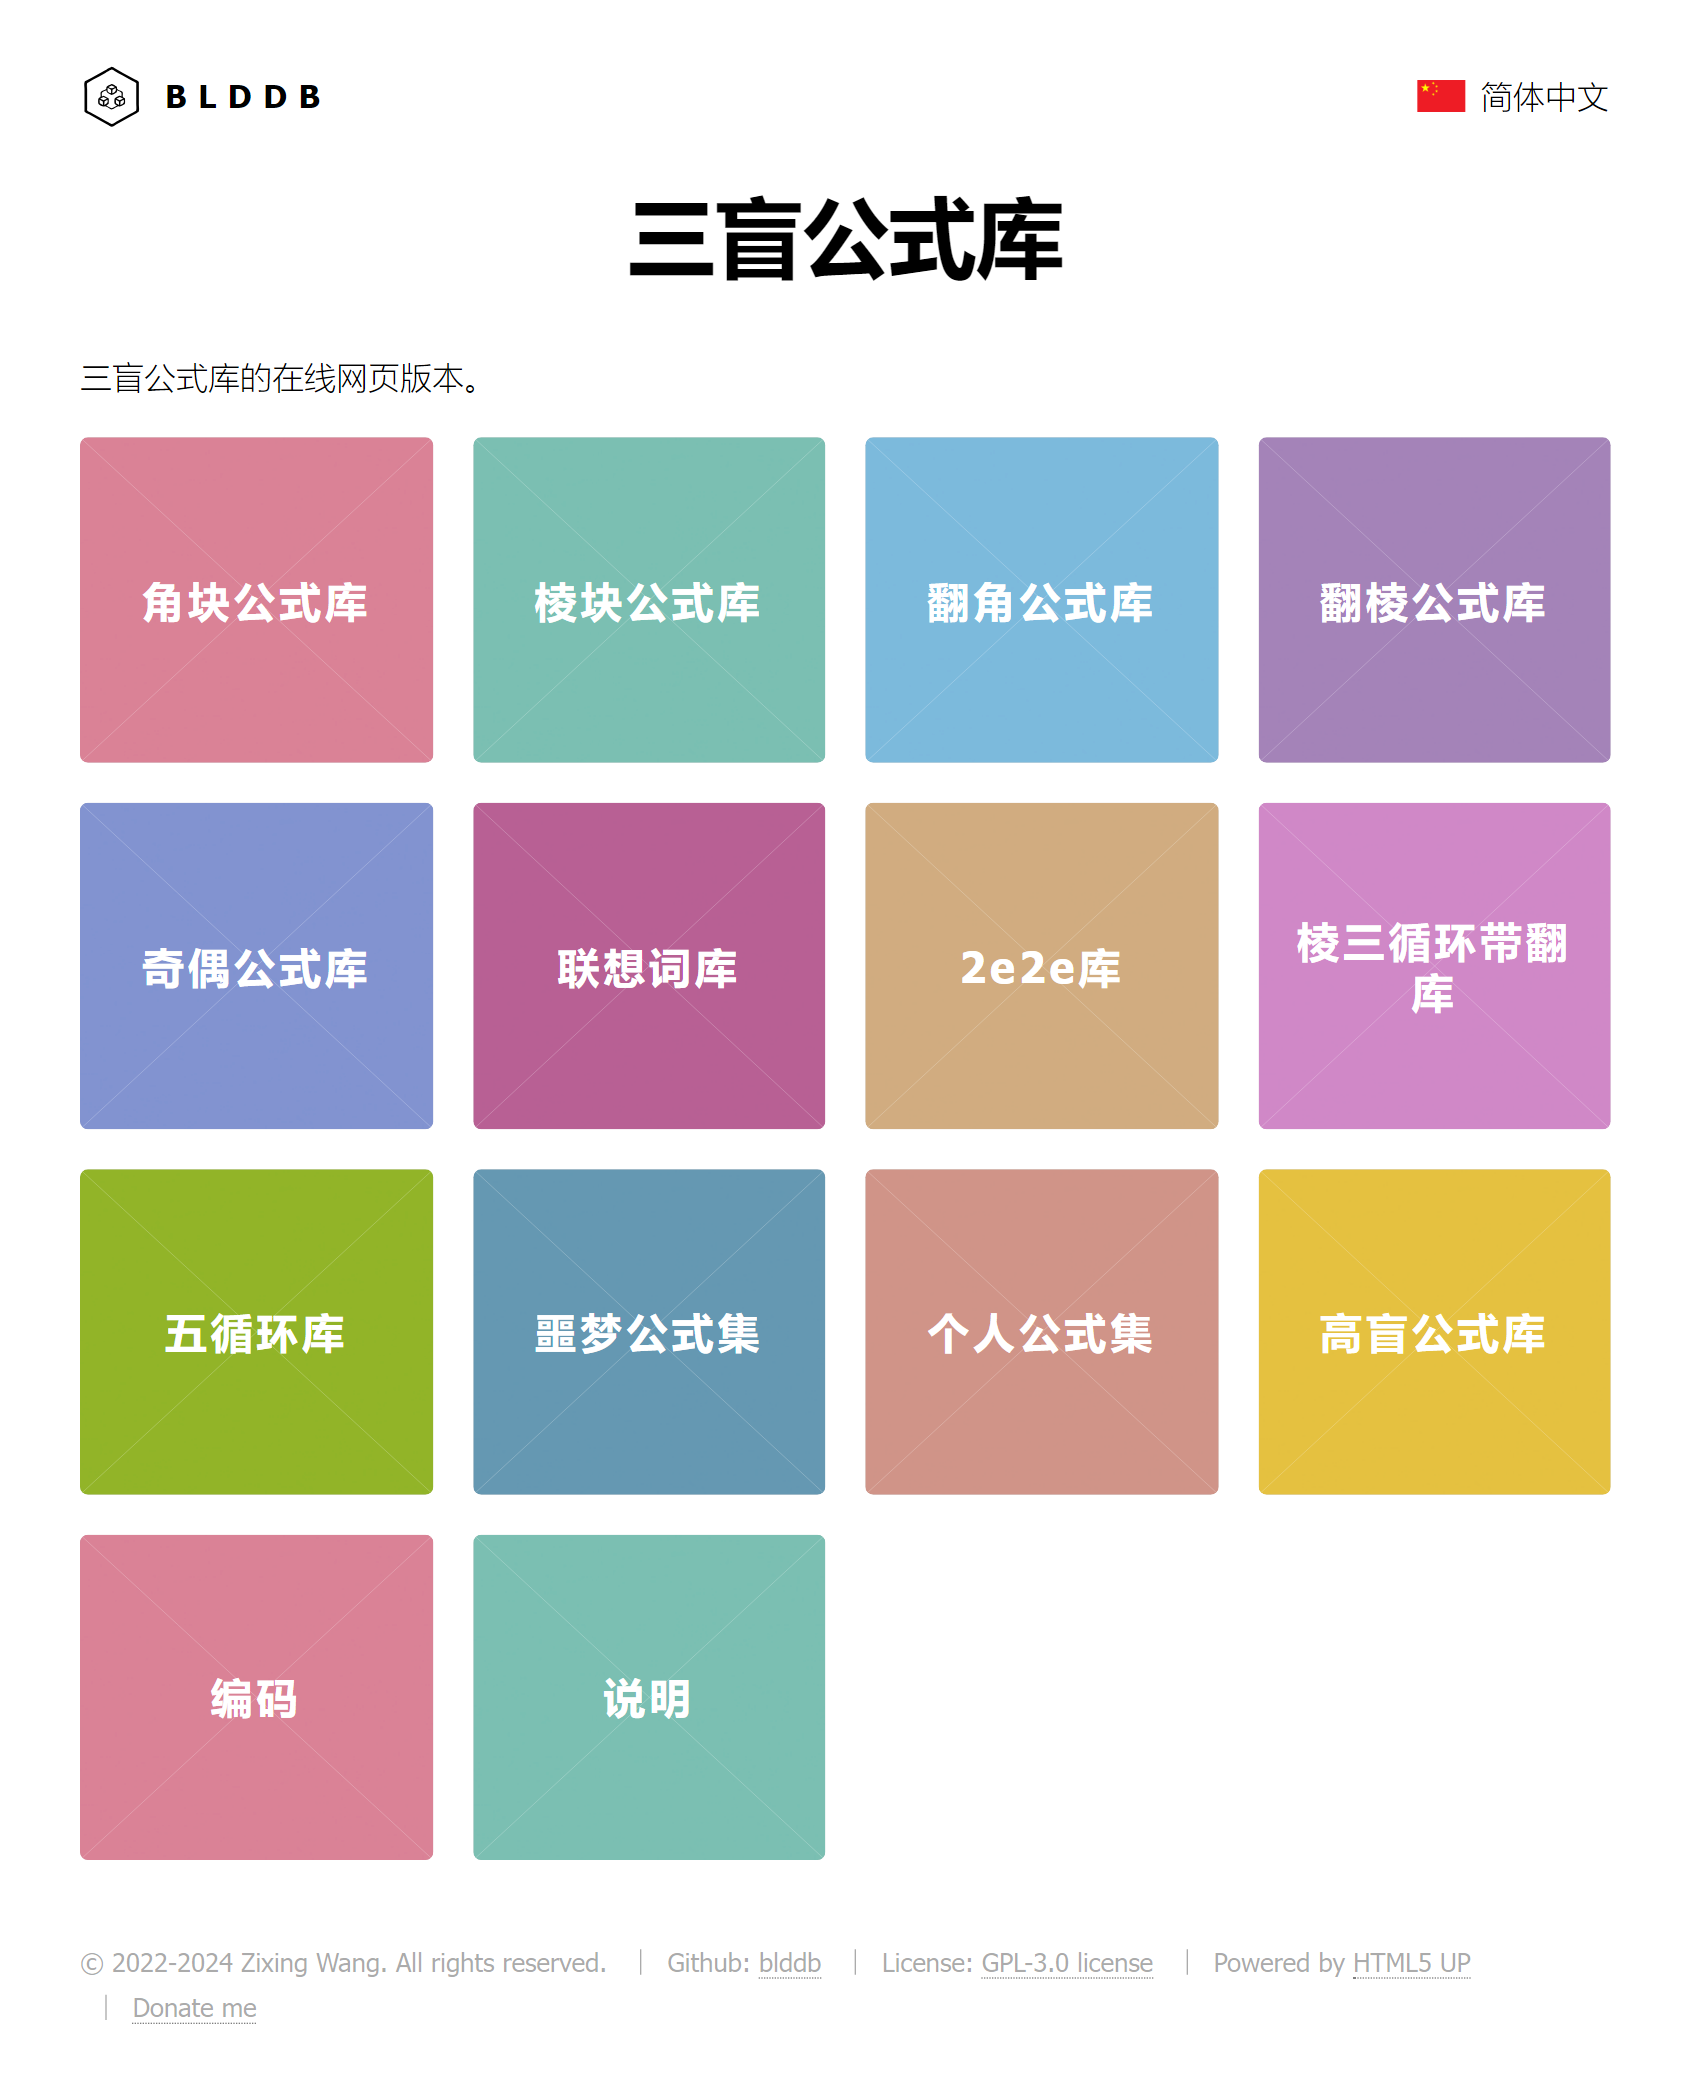 BLDDB
简体中文
三盲公式库
三盲公式库的在线网页版本。
角块公式库
棱块公式库
翻角公式库
翻棱公式库
奇偶公式库
联想词库
2e2e库
棱三循环带翻
库
五循环库
噩梦公式集
个人公式集
高盲公式库
编码
说明
© 2022-2024 Zixing Wang. All rights reserved. | Github: blddb | License: GPL-3.0 license | Powered by HTML5 UP
| Donate me